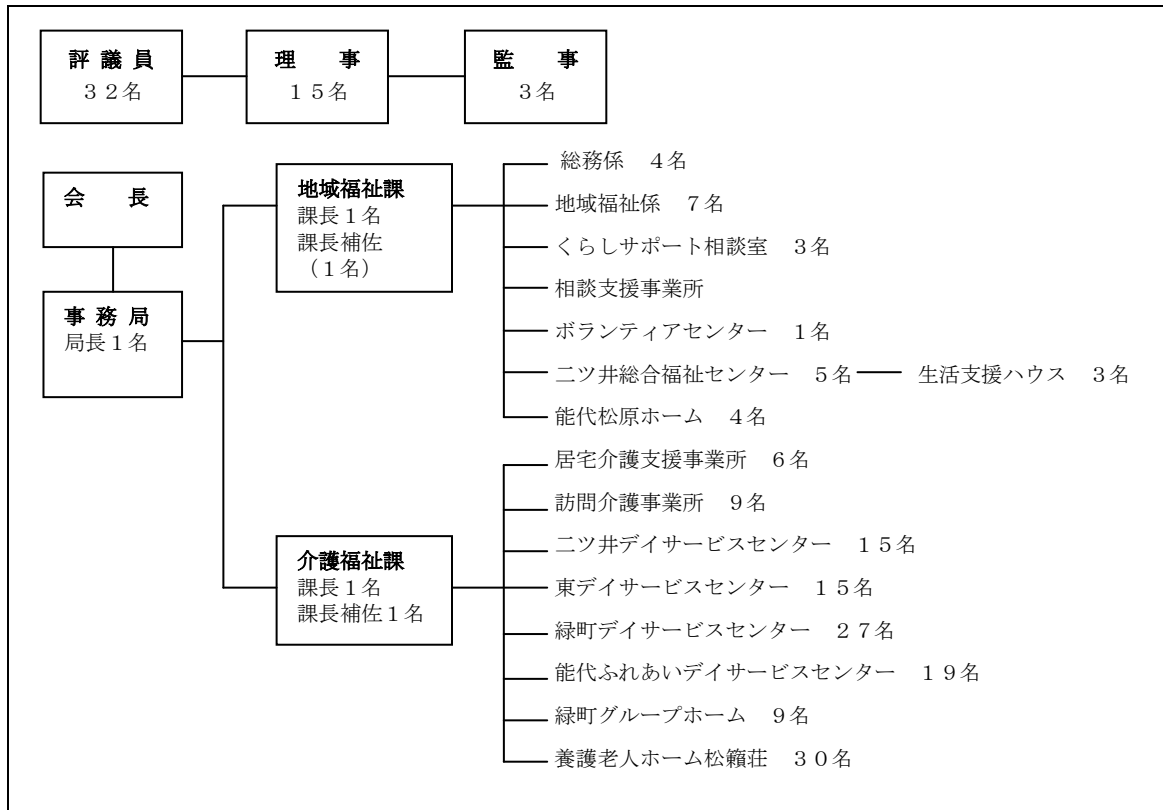 評議員
３２名
理　事
１５名
監　事
３名
会　長
事務局
局長１名
地域福祉課
課長１名
課長補佐
（１名）
総務係　４名
地域福祉係　７名
くらしサポート相談室　３名
相談支援事業所
ボランティアセンター　１名
二ツ井総合福祉センター　５名　生活支援ハウス　３名
能代松原ホーム　４名
介護福祉課
課長１名
課長補佐１名
居宅介護支援事業所　６名
訪問介護事業所　９名
二ツ井デイサービスセンター　１５名
東デイサービスセンター　１５名
緑町デイサービスセンター　２７名
能代ふれあいデイサービスセンター　１９名
緑町グループホーム　９名
養護老人ホーム松籟荘　３０名